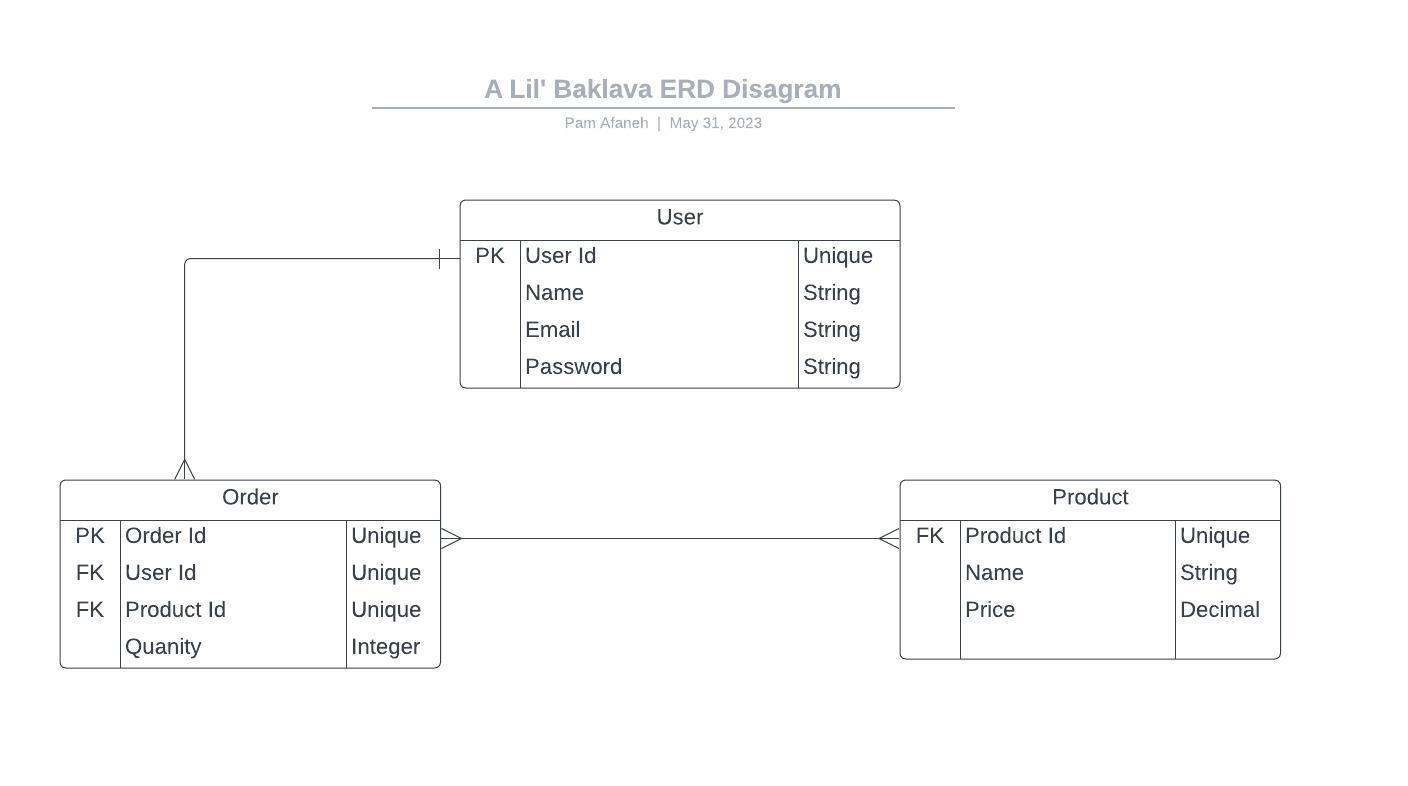 A Lil' Baklava ERD Disagram
Pam Afaneh | May 31, 2023
User
PK User Id Unique
Name String
Email String
Password String
Order
PK Order Id Unique
FK User Id Unique
FK Product Id Unique
Quanity Integer
Product
FK Product Id Unique
Name String
Price Decimal